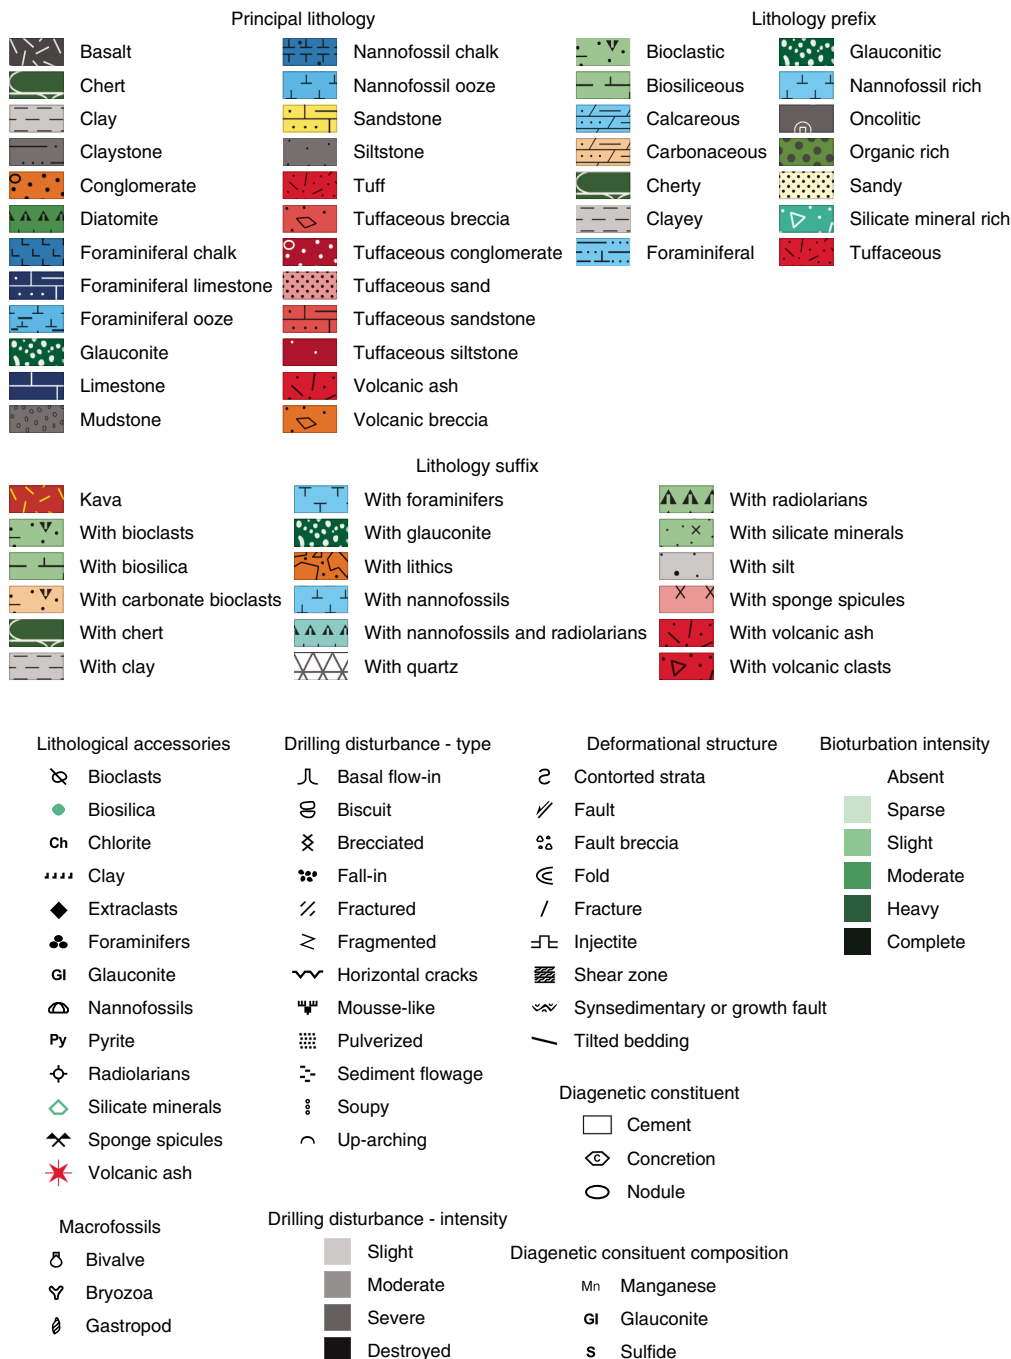 Principal lithology
Basalt
Chert
Clay
Claystone
Conglomerate
Diatomite
Foraminiferal chalk
Foraminiferal limestone
Foraminiferal ooze
Glauconite
Limestone
Mudstone
Nannofossil chalk
Nannofossil ooze
Sandstone
Siltstone
Tuff
Tuffaceous breccia
Tuffaceous conglomerate
Tuffaceous sand
Tuffaceous sandstone
Tuffaceous siltstone
Volcanic ash
Volcanic breccia
Lithology prefix
Bioclastic
Biosiliceous
Calcareous
Carbonaceous
Cherty
Clayey
Foraminiferal
Glauconitic
Nannofossil rich
Oncolitic
Organic rich
Sandy
Silicate mineral rich
Tuffaceous
Lithology suffix
Kava
With bioclasts
With biosilica
With carbonate bioclasts
With chert
With clay
With foraminifers
With glauconite
With lithics
With nannofossils
With nannofossils and radiolarians
With quartz
With radiolarians
With silicate minerals
With silt
With sponge spicules
With volcanic ash
With volcanic clasts
Lithological accessories
Bioclasts
Biosilica
Ch Chlorite
Clay
Extraclasts
Foraminifers
Gl Glauconite
Nannofossils
Py Pyrite
Radiolarians
Silicate minerals
Sponge spicules
Volcanic ash
Macrofossils
Bivalve
Bryozoa
Gastropod
Drilling disturbance - type
Basal flow-in
Biscuit
Brecciated
Fall-in
Fractured
Fragmented
Horizontal cracks
Mousse-like
Pulverized
Sediment flowage
Soupy
Up-arching
Drilling disturbance - intensity
Slight
Moderate
Severe
Destroyed
Deformational structure
Contorted strata
Fault
Fault breccia
Fold
Fracture
Injectite
Shear zone
Synsedimentary or growth fault
Tilted bedding
Diagenetic constituent
Cement
C Concretion
Nodule
Diagenetic consituent composition
Mn Manganese
Gl Glauconite
S Sulfide
Bioturbation intensity
Absent
Sparse
Slight
Moderate
Heavy
Complete